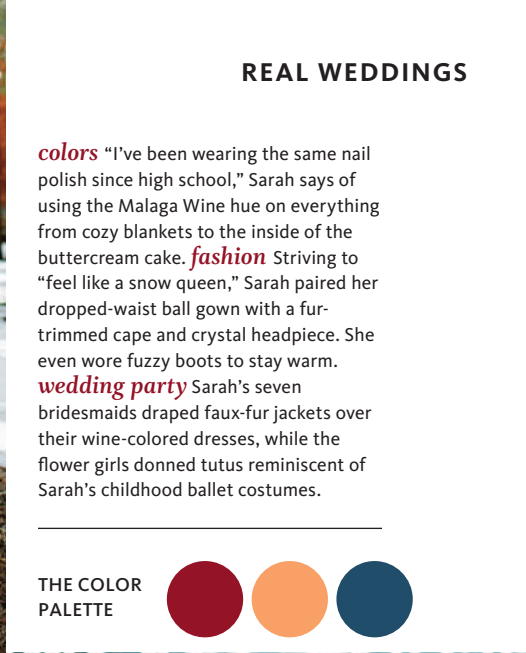 REAL WEDDINGS
colors “I’ve been wearing the same nail
polish since high school,” Sarah says of
using the Malaga Wine hue on everything
from cozy blankets to the inside of the
buttercream cake. fashion Striving to
“feel like a snow queen,” Sarah paired her
dropped-waist ball gown with a fur-
trimmed cape and crystal headpiece. She
even wore fuzzy boots to stay warm.
wedding party Sarah’s seven
bridesmaids draped faux-fur jackets over
their wine-colored dresses, while the
flower girls donned tutus reminiscent of
Sarah’s childhood ballet costumes.
THE COLOR
PALETTE